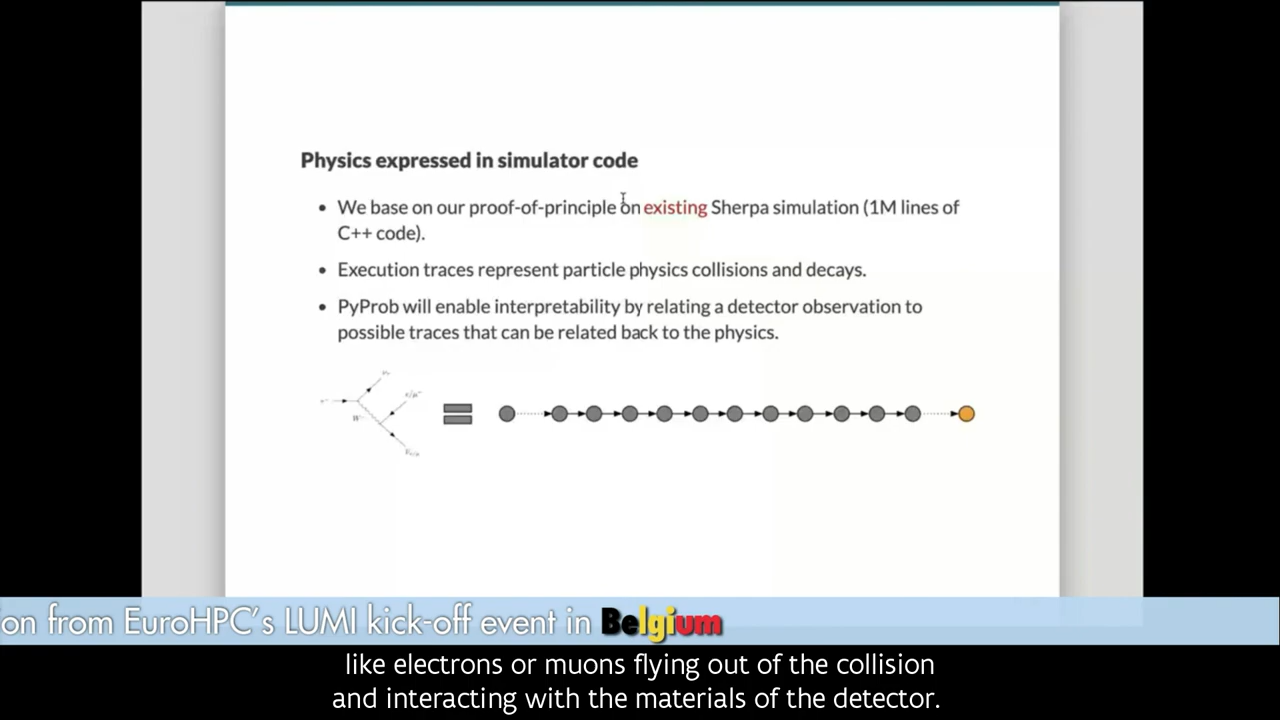 Physics expressed in simulator code
• We base on our proof-of-principle on existing Sherpa simulation (1M lines of
C++ code).
• Execution traces represent particle physics collisions and decays.
• PyProb will enable interpretability by relating a detector observation to
possible traces that can be related back to the physics.
on from EuroHPC's LUMI kick-off event in Belgium
like electrons or muons flying out of the collision
and interacting with the materials of the detector.